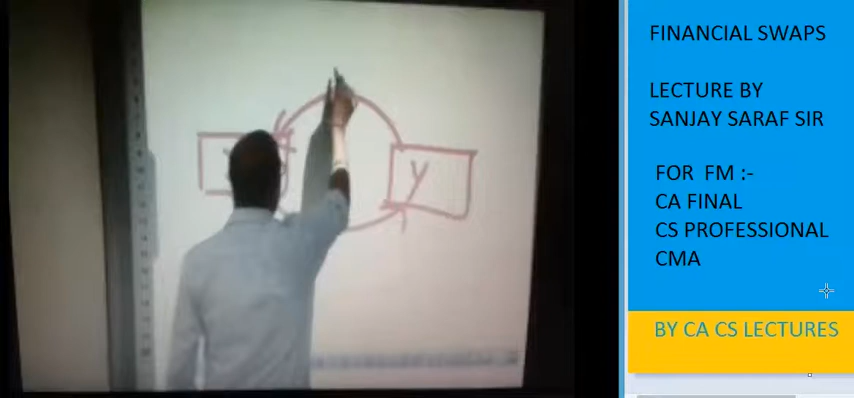 Y
FINANCIAL SWAPS
LECTURE BY
SANJAY SARAF SIR
FOR FM :-
CA FINAL
CS PROFESSIONAL
CMA
BY CA CS LECTURES